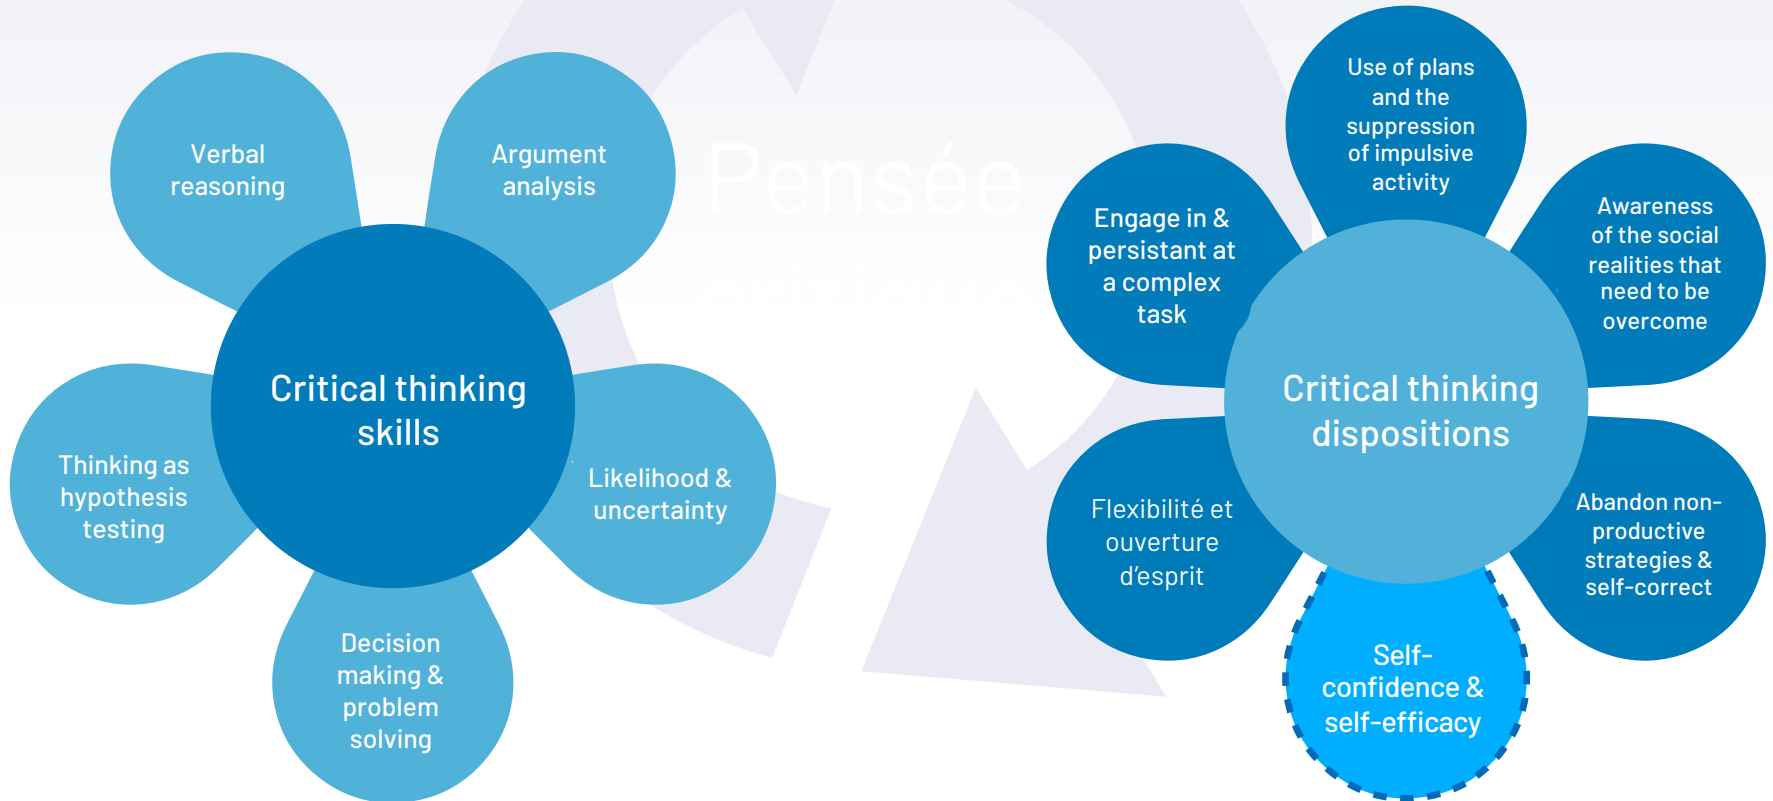 Verbal
reasoning
Argument
analysis
Critical thinking
skills
Thinking as
hypothesis
testing
Likelihood &
uncertainty
Decision
making &
problem
solving
Pensée
critique
Use of plans
and the
suppression
of impulsive
activity
Engage in &
persistant at
a complex
task
Awareness
of the social
realities that
need to be
overcome
Critical thinking
dispositions
Flexibilité et
ouverture
d'esprit
Abandon non-
productive
strategies &
self-correct
Self-
confidence &
self-efficacy